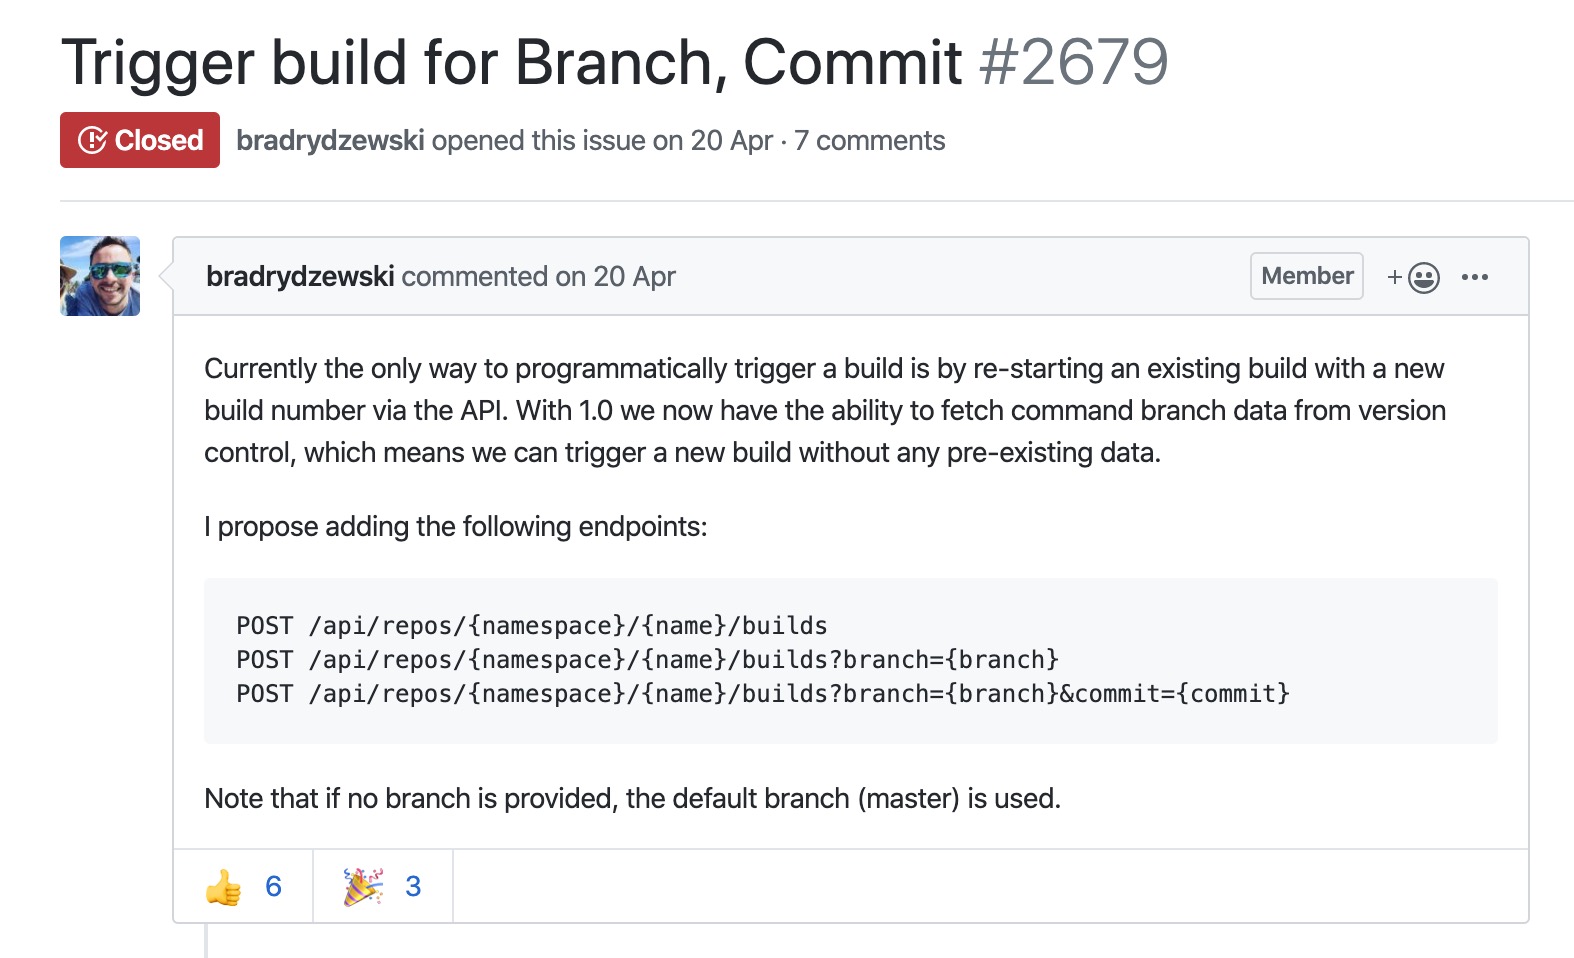 Trigger build for Branch, Commit #2679
Closed bradrydzewski opened this issue on 20 Apr · 7 comments
bradrydzewski commented on 20 Apr Member + •••
Currently the only way to programmatically trigger a build is by re-starting an existing build with a new
build number via the API. With 1.0 we now have the ability to fetch command branch data from version
control, which means we can trigger a new build without any pre-existing data.
I propose adding the following endpoints:
POST /api/repos/{namespace}/{name}/builds
POST /api/repos/{namespace}/{name}/builds?branch={branch}
POST /api/repos/{namespace}/{name}/builds?branch={branch}&commit={commit}
Note that if no branch is provided, the default branch (master) is used.
6 3